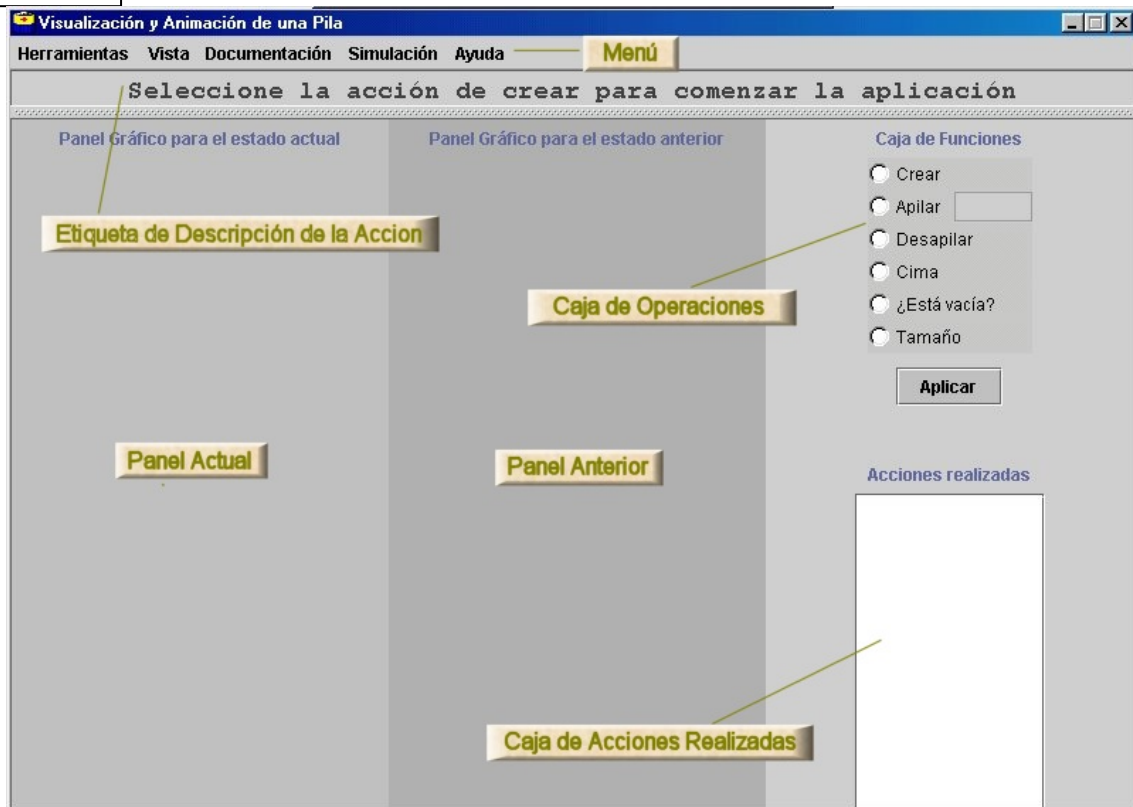 Visualización y Animación de una Pila
Herramientas Vista Documentación Simulación Ayuda
Menú
Seleccione la acción de crear para comenzar la aplicación
Panel Gráfico para el estado actual
Panel Gráfico para el estado anterior
Caja de Funciones
Crear
Apilar
Desapilar
Cima
¿Está vacía?
Tamaño
Aplicar
Etiqueta de Descripción de la Accion
Caja de Operaciones
Panel Actual
Panel Anterior
Acciones realizadas
Caja de Acciones Realizadas